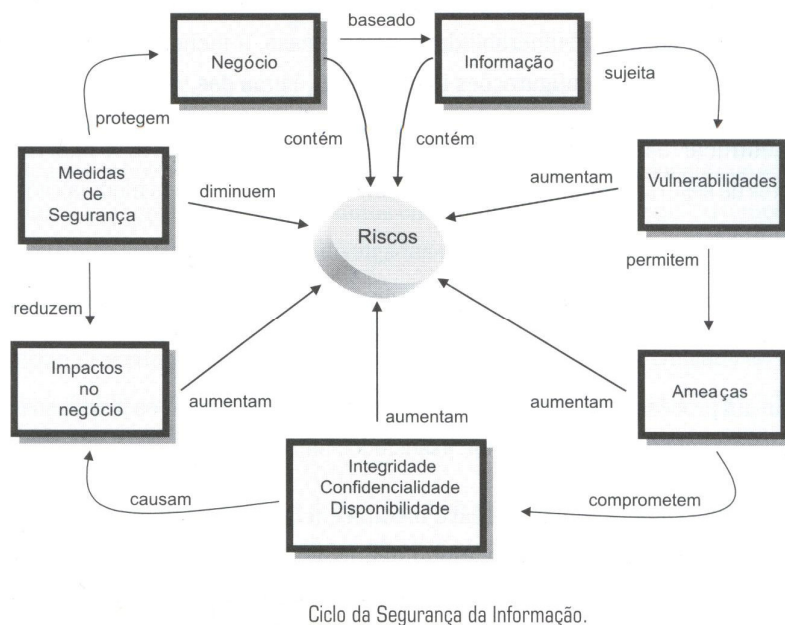 baseado
Negócio
Informação
sujeita
protegem
contém
contém
Medidas
de
Segurança
diminuem
aumentam
Vulnerabilidades
Riscos
permitem
reduzem
Impactos
no
negócio
aumentam
aumentam
aumentam
Ameaças
Integridade
Confidencialidade
Disponibilidade
causam
comprometem
Ciclo da Segurança da Informação.